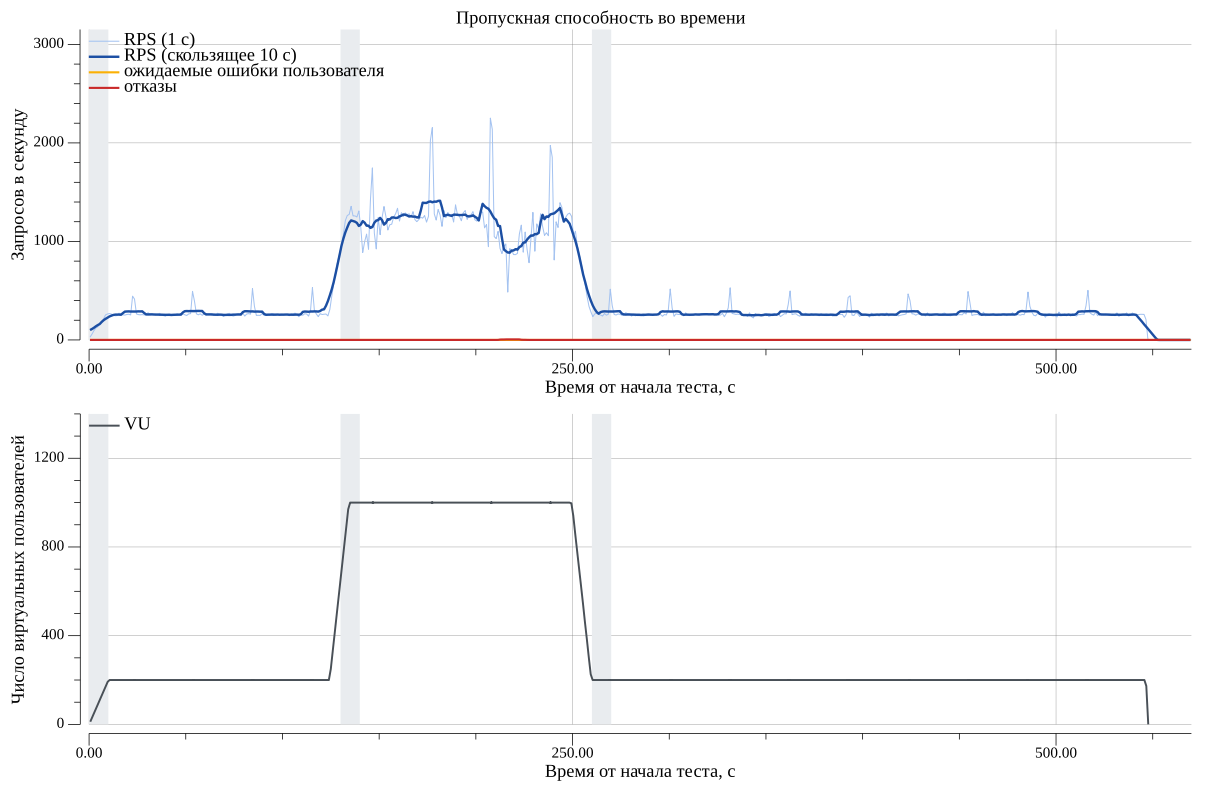 Пропускная способность во времени
RPS (1 с)
RPS (скользящее 10 с)
ожидаемые ошибки пользователя
отказы
Запросов в секунду
3000
2000
1000
0
0.00
250.00
500.00
Время от начала теста, с
VU
Число виртуальных пользователей
1200
800
400
0
0.00
250.00
500.00
Время от начала теста, с